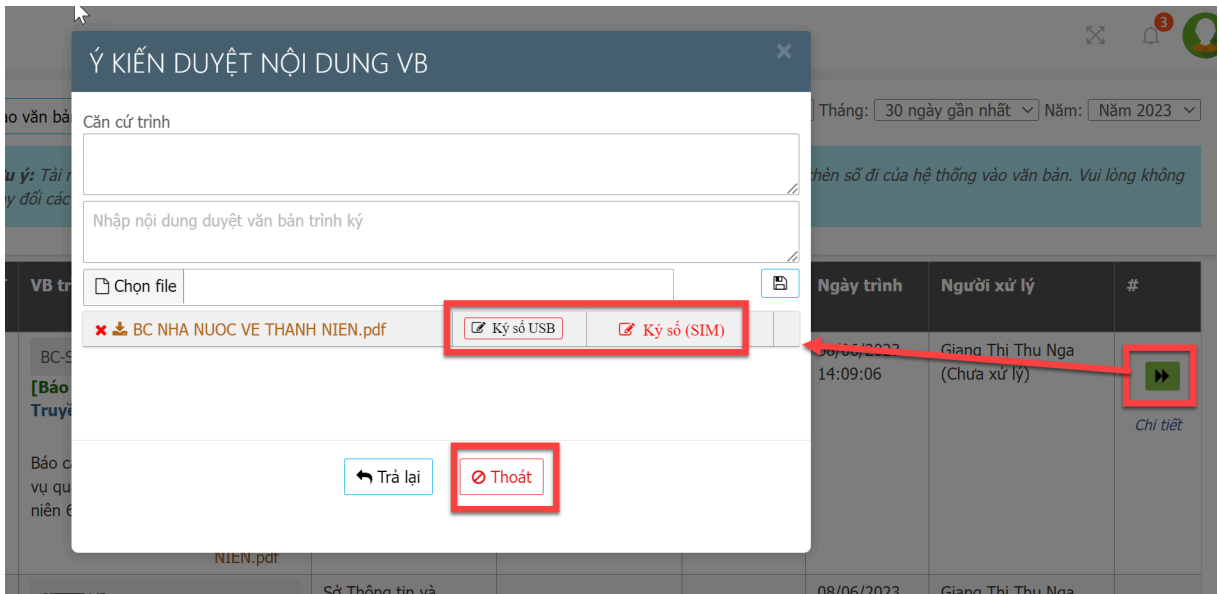 3
Ý KIẾN DUYỆT NỘI DUNG VB
×
ạo văn bả
Tháng: 30 ngày gần nhất Năm: Năm 2023
Căn cứ trình
u ý: Tải
chèn số đi của hệ thống vào văn bản. Vui lòng không
ay đổi các
Nhập nội dung duyệt văn bản trình ký
VB tr
Chọn file
Ngày trình
Người xử lý
#
BC NHA NUOC VE THANH NIEN.pdf
Ký số USB
Ký số (SIM)
BC-S
08/06/2023
Giang Thị Thu Nga
[Báo
14:09:06
(Chưa xử lý)
Truyề
Chi tiết
Báo c
Trả lại
Thoát
vụ qu
niên 6
NIEN.pdf
Sở Thông tin và
08/06/2023
Giang Thị Thu Nga